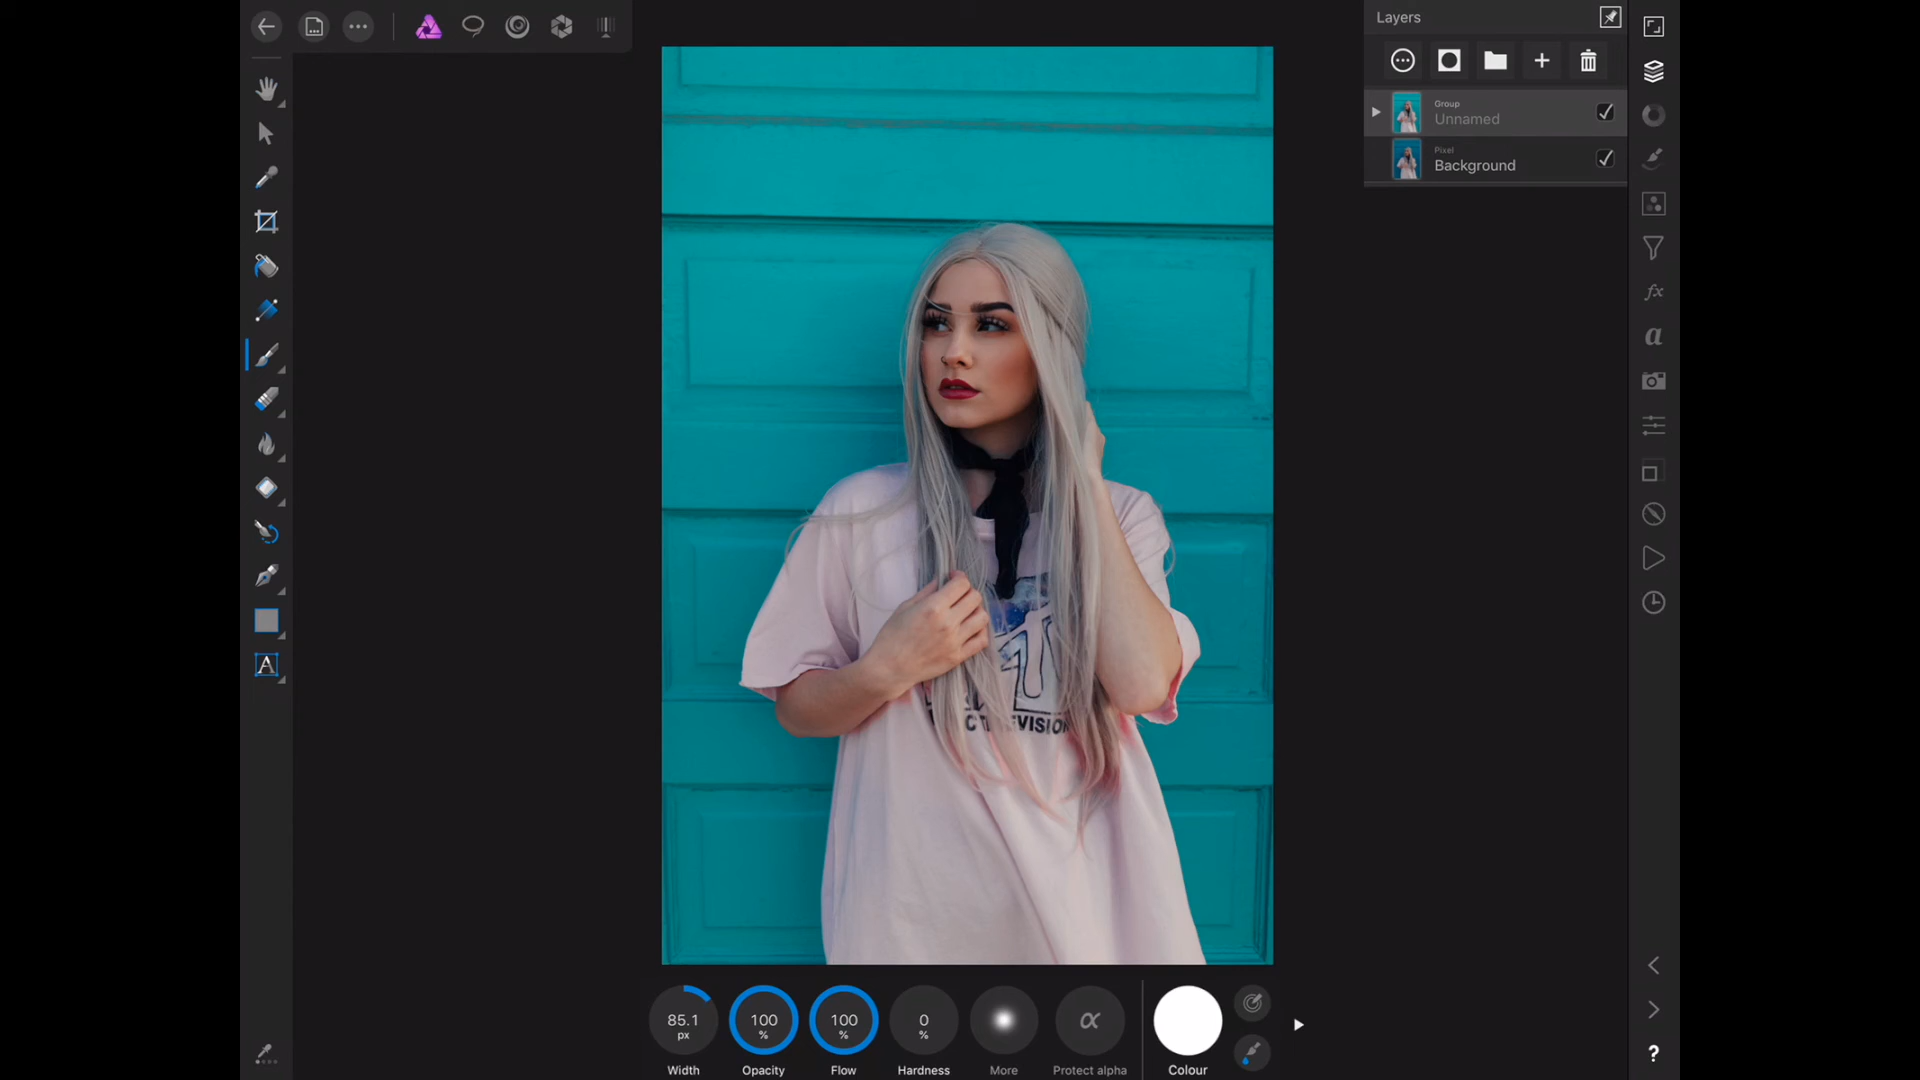 Layers
Group
Unnamed
Pixel
Background
A
fx
a
85.1
px
100
%
100
%
0
%
α
Width
Opacity
Flow
Hardness
More
Protect alpha
Colour
?